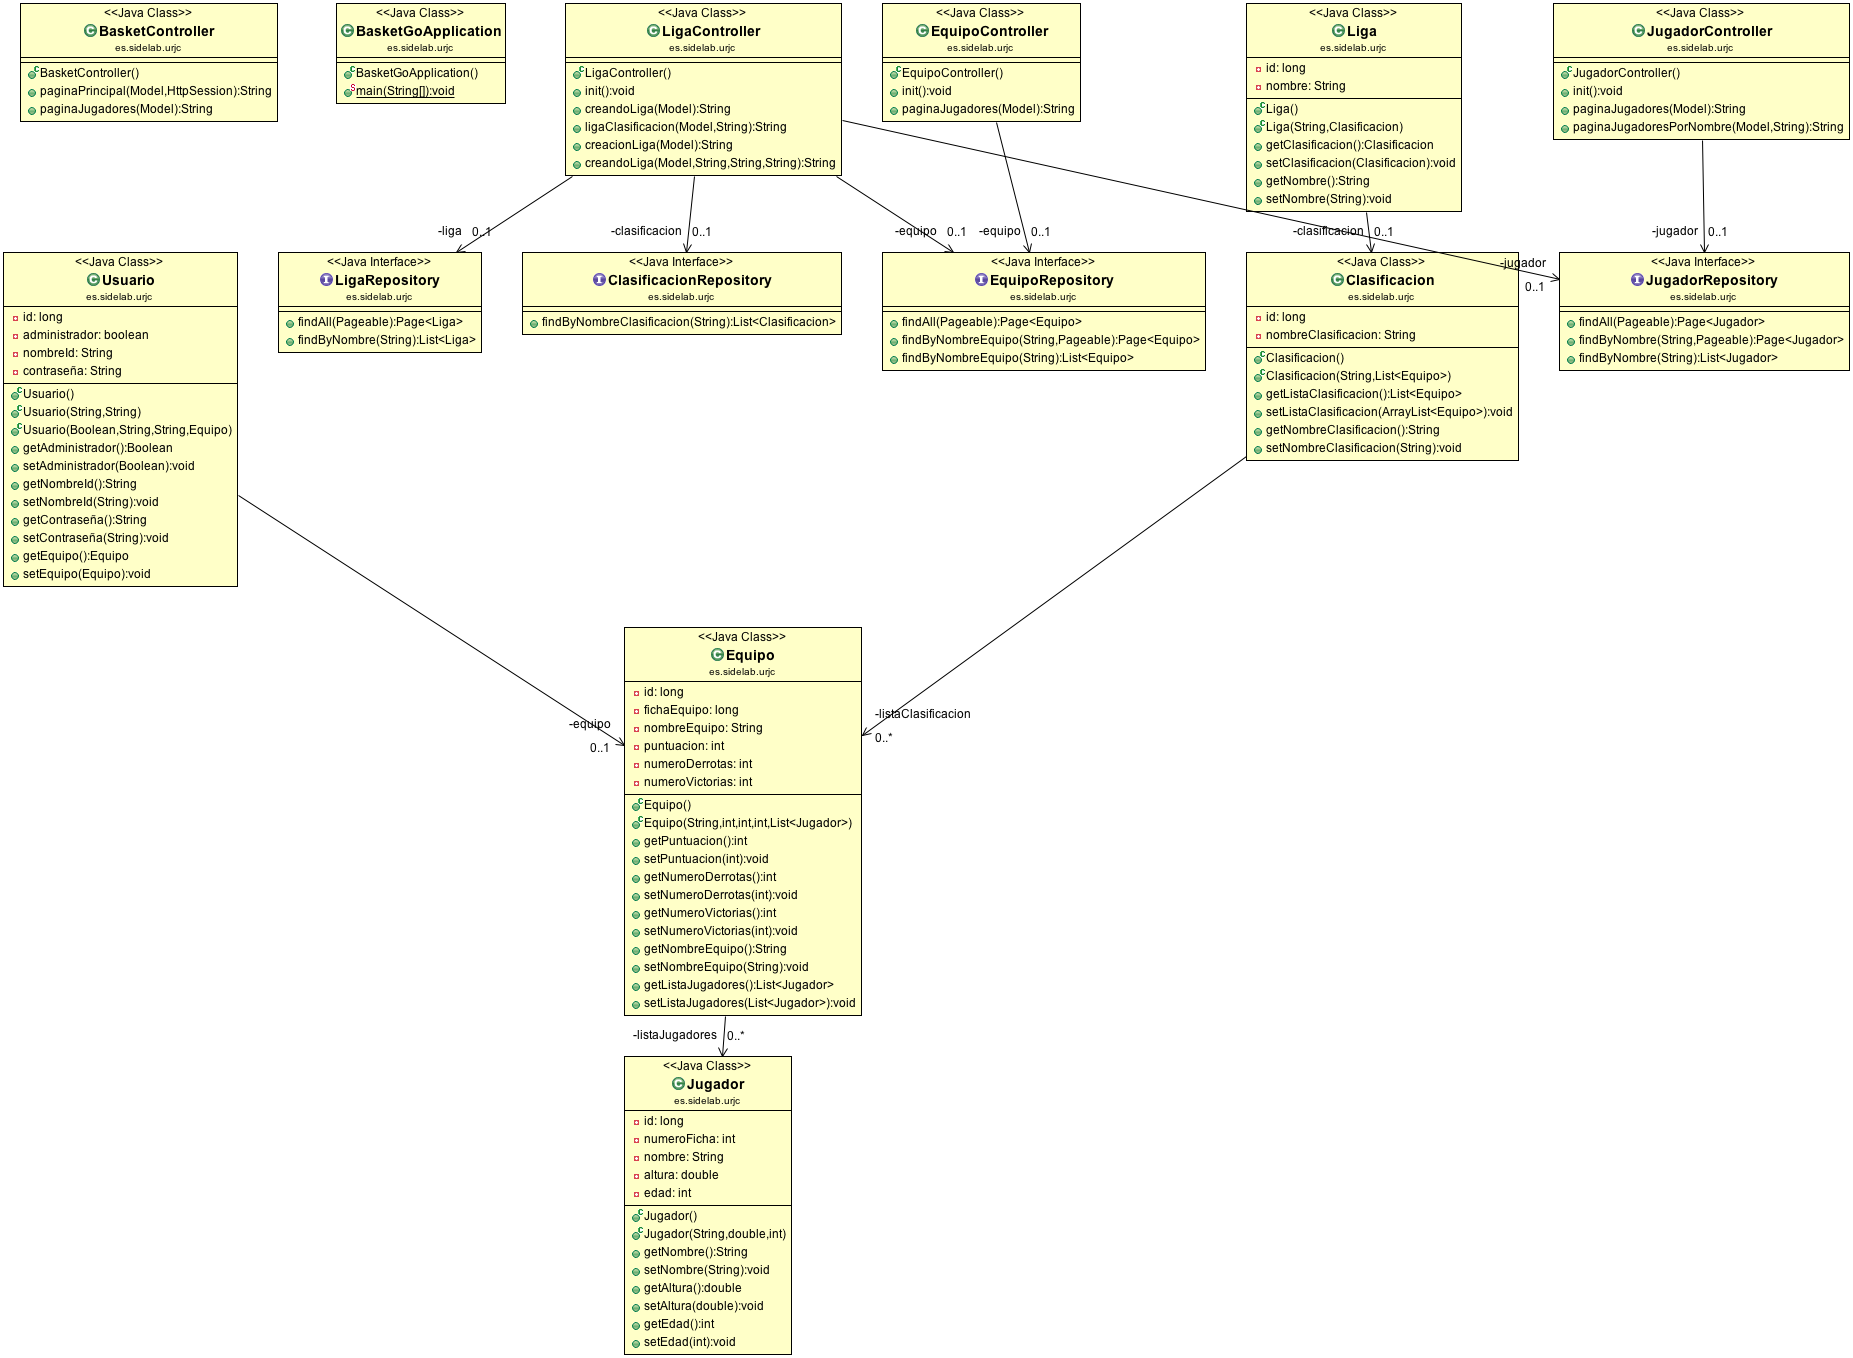 <<Java Class>>
BasketController
es.sidelab.urjc
BasketController()
paginaPrincipal(Model,HttpSession):String
paginaJugadores(Model):String
<<Java Class>>
BasketGoApplication
es.sidelab.urjc
BasketGoApplication()
main(String[]):void
<<Java Class>>
LigaController
es.sidelab.urjc
LigaController()
init():void
creandoLiga(Model):String
ligaClasificacion(Model,String):String
creacionLiga(Model):String
creandoLiga(Model,String,String,String):String
<<Java Class>>
EquipoController
es.sidelab.urjc
EquipoController()
init():void
paginaJugadores(Model):String
<<Java Class>>
Liga
es.sidelab.urjc
id: long
nombre: String
Liga()
Liga(String,Clasificacion)
getClasificacion():Clasificacion
setClasificacion(Clasificacion):void
getNombre():String
setNombre(String):void
<<Java Class>>
JugadorController
es.sidelab.urjc
JugadorController()
init():void
paginaJugadores(Model):String
paginaJugadoresPorNombre(Model,String):String
-liga 0..1
-clasificacion 0..1
-equipo 0..1
-equipo 0..1
-clasificacion 0..1
-jugador 0..1
-jugador
0..1
<<Java Class>>
Usuario
es.sidelab.urjc
id: long
administrador: boolean
nombreId: String
contraseña: String
Usuario()
Usuario(String,String)
Usuario(Boolean,String,String,Equipo)
getAdministrador():Boolean
setAdministrador(Boolean):void
getNombreId():String
setNombreId(String):void
getContraseña():String
setContraseña(String):void
getEquipo():Equipo
setEquipo(Equipo):void
<<Java Interface>>
LigaRepository
es.sidelab.urjc
findAll(Pageable):Page<Liga>
findByNombre(String):List<Liga>
<<Java Interface>>
ClasificacionRepository
es.sidelab.urjc
findByNombreClasificacion(String):List<Clasificacion>
<<Java Interface>>
EquipoRepository
es.sidelab.urjc
findAll(Pageable):Page<Equipo>
findByNombreEquipo(String,Pageable):Page<Equipo>
findByNombreEquipo(String):List<Equipo>
<<Java Class>>
Clasificacion
es.sidelab.urjc
id: long
nombreClasificacion: String
Clasificacion()
Clasificacion(String,List<Equipo>)
getListaClasificacion():List<Equipo>
setListaClasificacion(ArrayList<Equipo>):void
getNombreClasificacion():String
setNombreClasificacion(String):void
<<Java Interface>>
JugadorRepository
es.sidelab.urjc
findAll(Pageable):Page<Jugador>
findByNombre(String,Pageable):Page<Jugador>
findByNombre(String):List<Jugador>
-equipo
0..1
-listaClasificacion
0..*
<<Java Class>>
Equipo
es.sidelab.urjc
id: long
fichaEquipo: long
nombreEquipo: String
puntuacion: int
numeroDerrotas: int
numeroVictorias: int
Equipo()
Equipo(String,int,int,int,List<Jugador>)
getPuntuacion():int
setPuntuacion(int):void
getNumeroDerrotas():int
setNumeroDerrotas(int):void
getNumeroVictorias():int
setNumeroVictorias(int):void
getNombreEquipo():String
setNombreEquipo(String):void
getListaJugadores():List<Jugador>
setListaJugadores(List<Jugador>):void
-listaJugadores 0..*
<<Java Class>>
Jugador
es.sidelab.urjc
id: long
numeroFicha: int
nombre: String
altura: double
edad: int
Jugador()
Jugador(String,double,int)
getNombre():String
setNombre(String):void
getAltura():double
setAltura(double):void
getEdad():int
setEdad(int):void